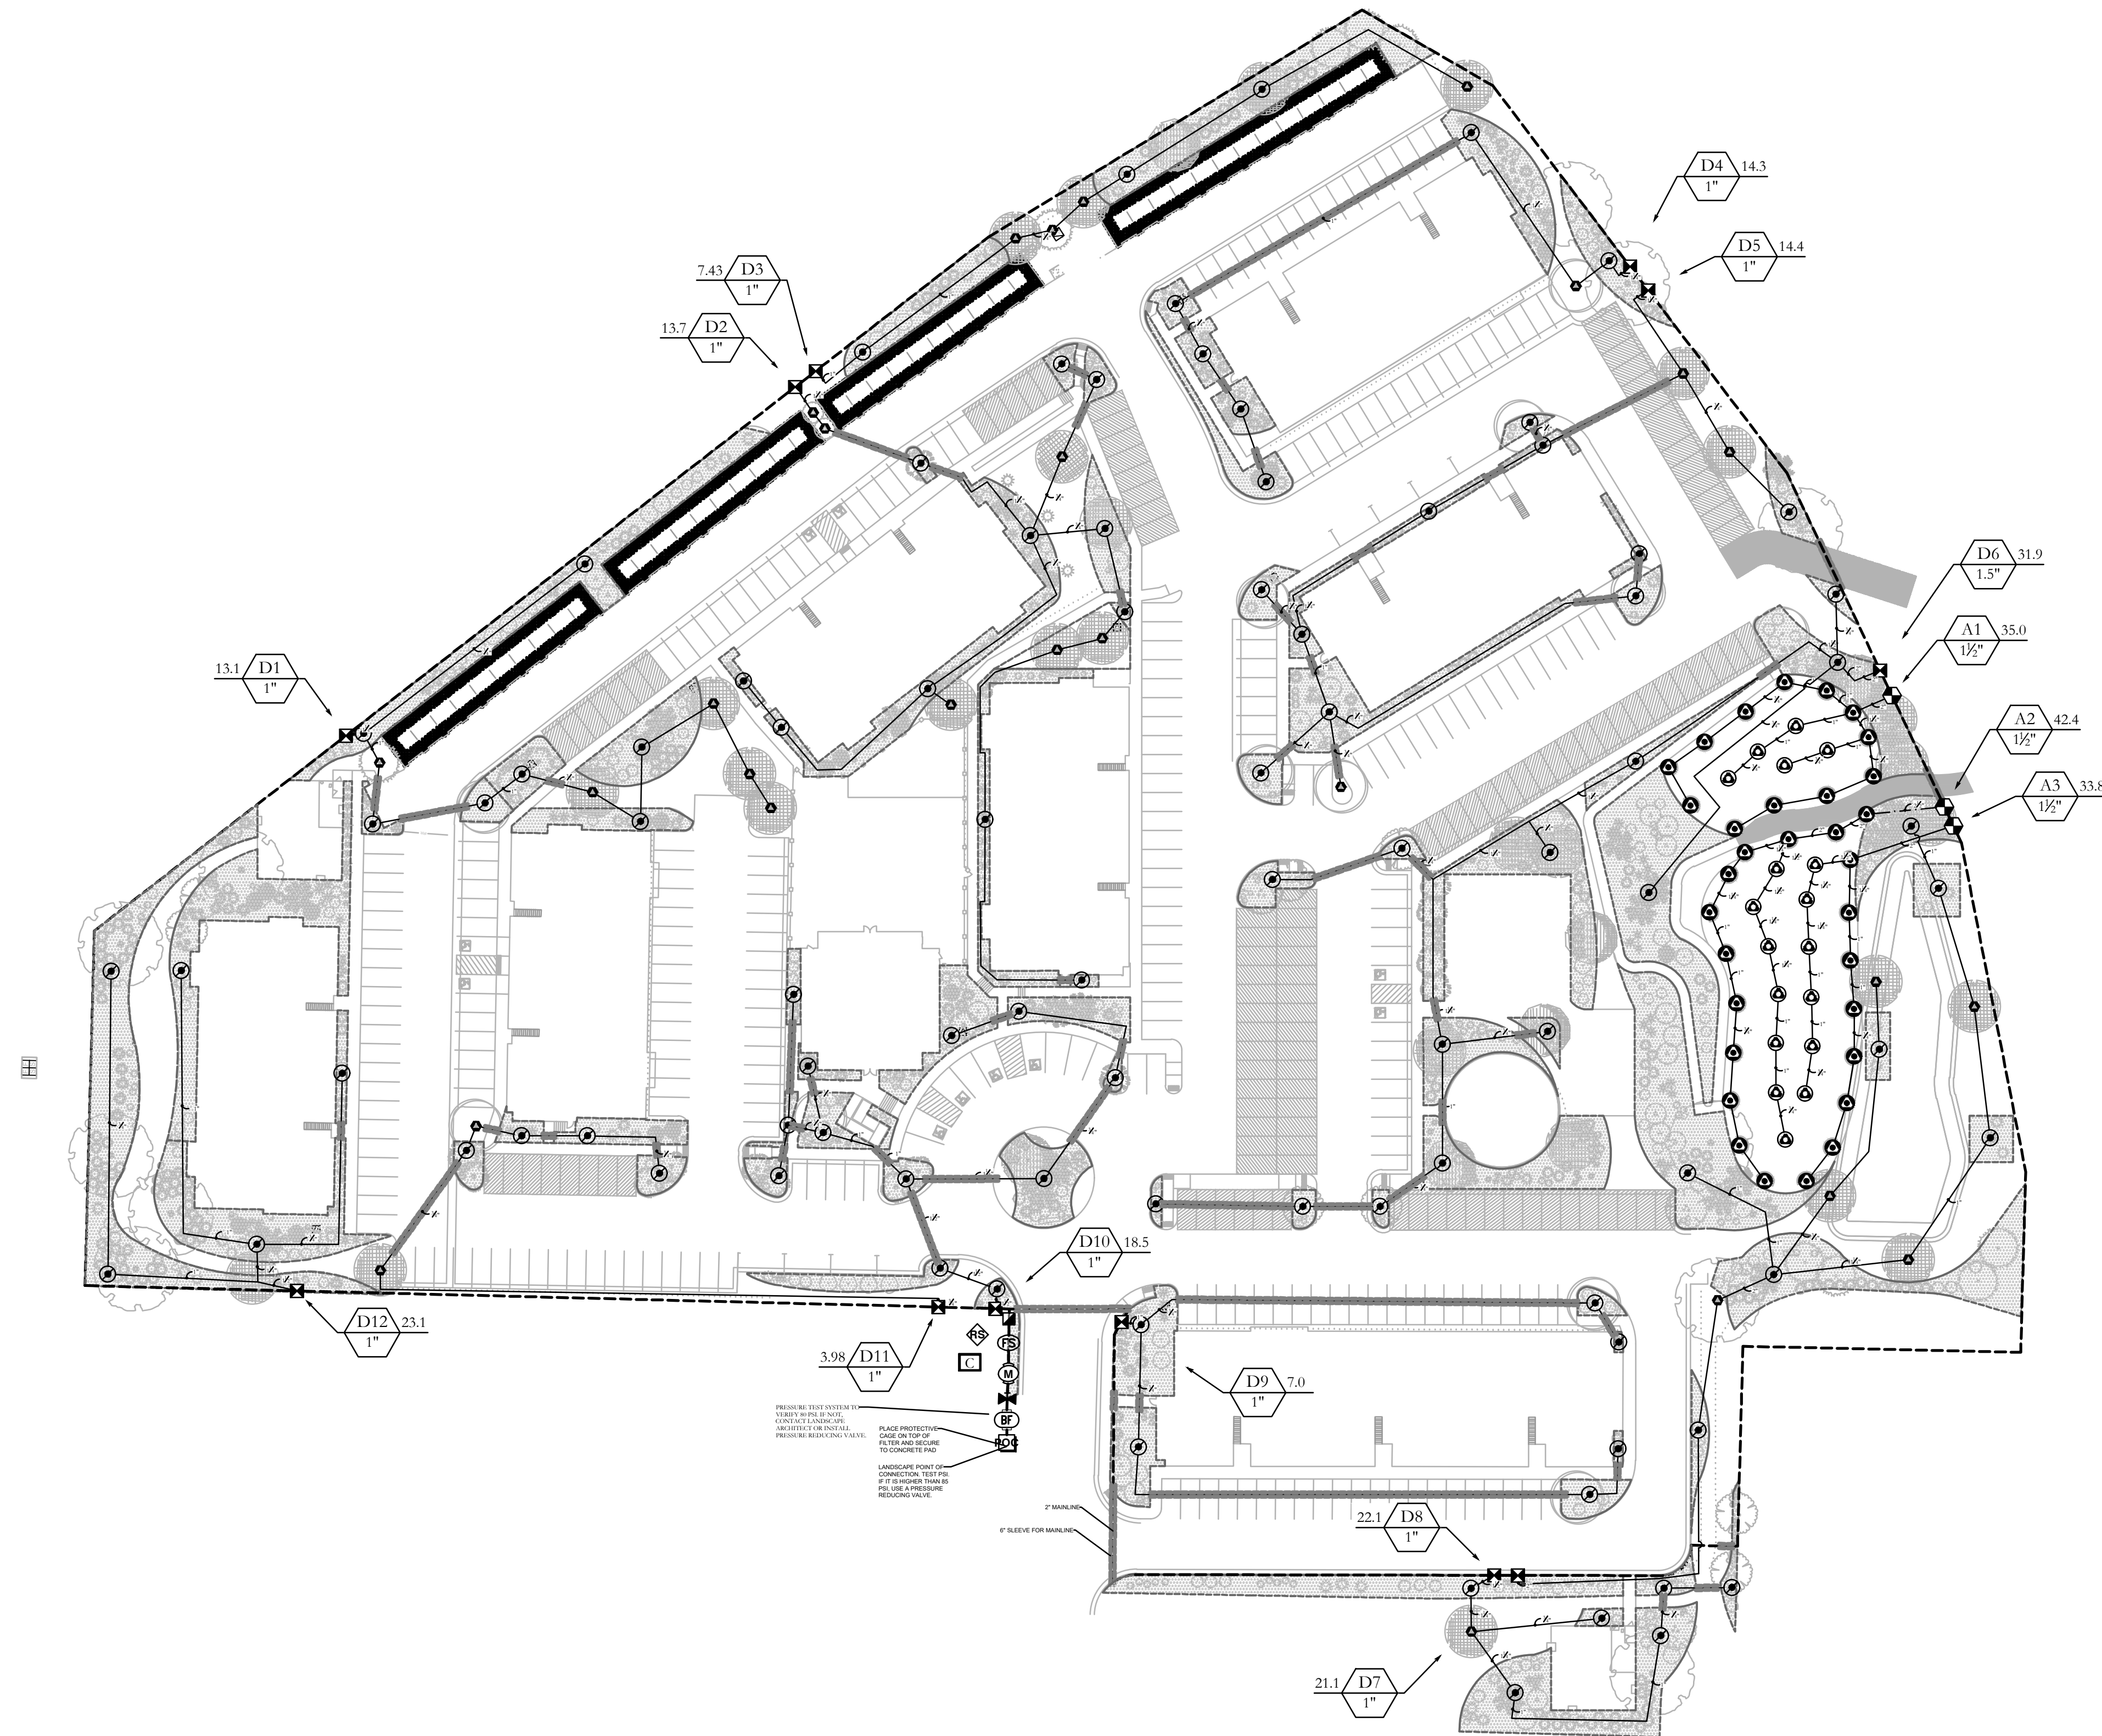 D4 14.3
1"
D5 14.4
1"
7.43 D3
1"
13.7 D2
1"
D6 31.9
1.5"
A1 35.0
1½"
13.1 D1
1"
A2 42.4
1½"
A3 33.8
1½"
D10 18.5
1"
D12 23.1
1"
RS
FS
3.98 D11
1"
C
M
D9 7.0
1"
PRESSURE TEST SYSTEM TO
VERIFY 80 PSI. IF NOT,
CONTACT LANDSCAPE
ARCHITECT OR INSTALL
PRESSURE REDUCING VALVE.
BF
PLACE PROTECTIVE
CAGE ON TOP OF
FILTER AND SECURE
TO CONCRETE PAD
POC
LANDSCAPE POINT OF
CONNECTION. TEST PSI.
IF IT IS HIGHER THAN 85
PSI, USE A PRESSURE
REDUCING VALVE.
2" MAINLINE
6" SLEEVE FOR MAINLINE
22.1 D8
1"
21.1 D7
1"